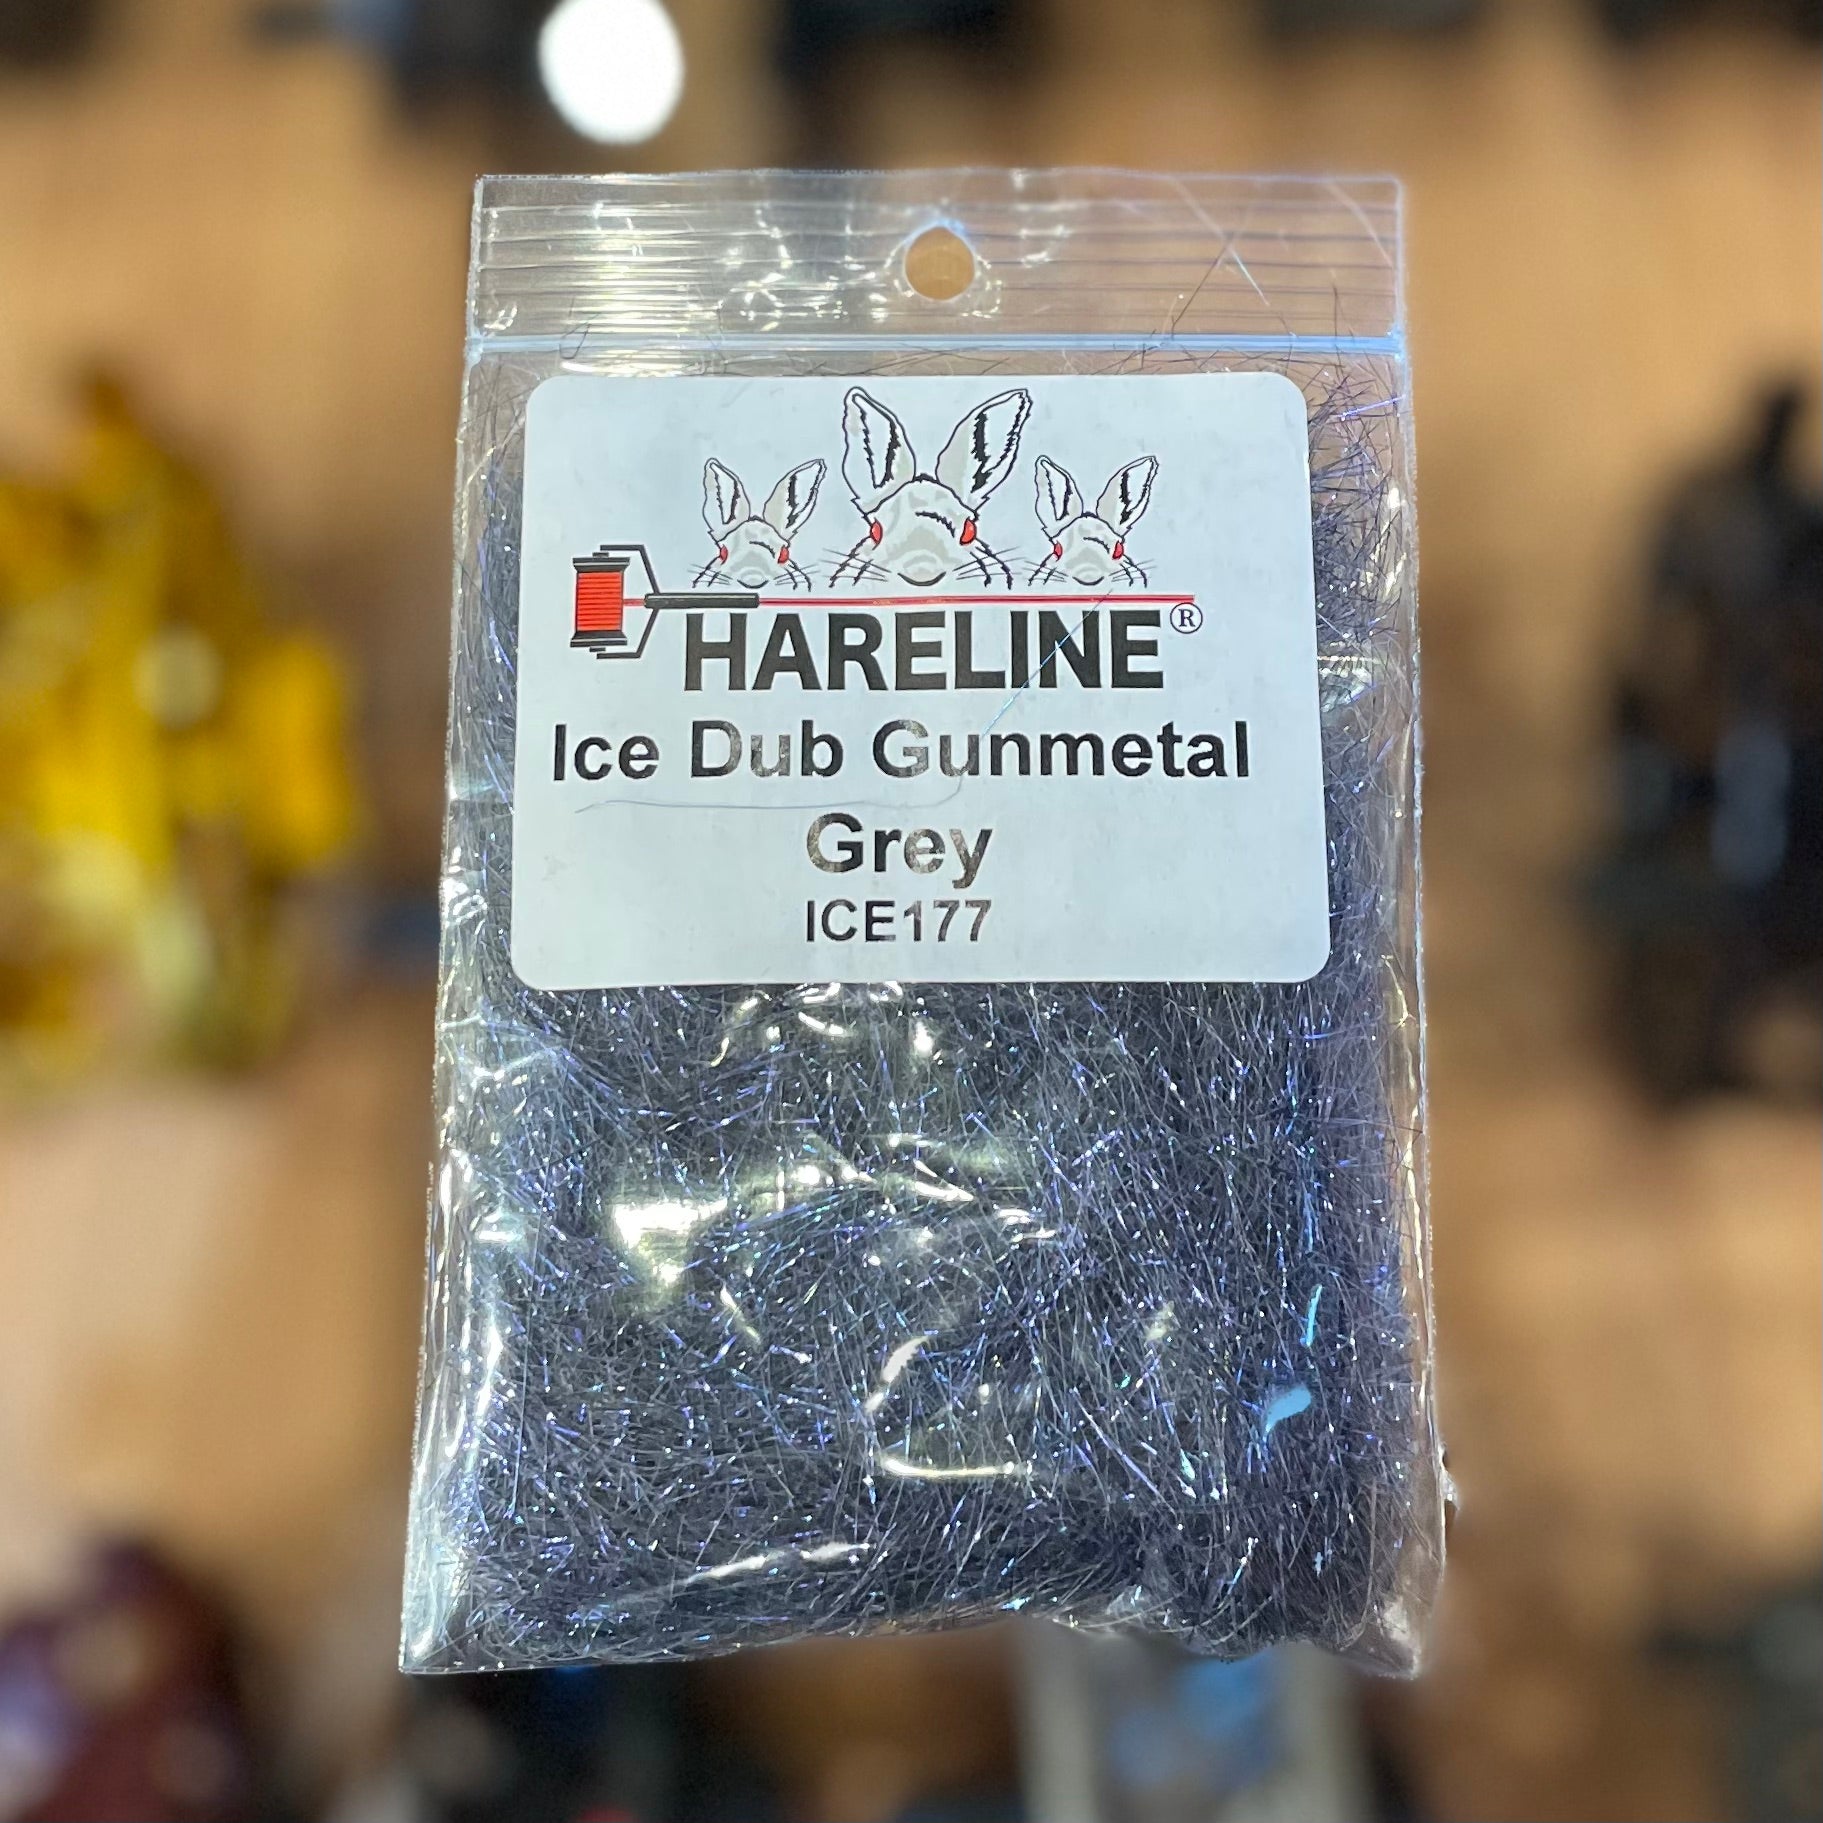 HARELINE®
Ice Dub Gunmetal
Grey
ICE177